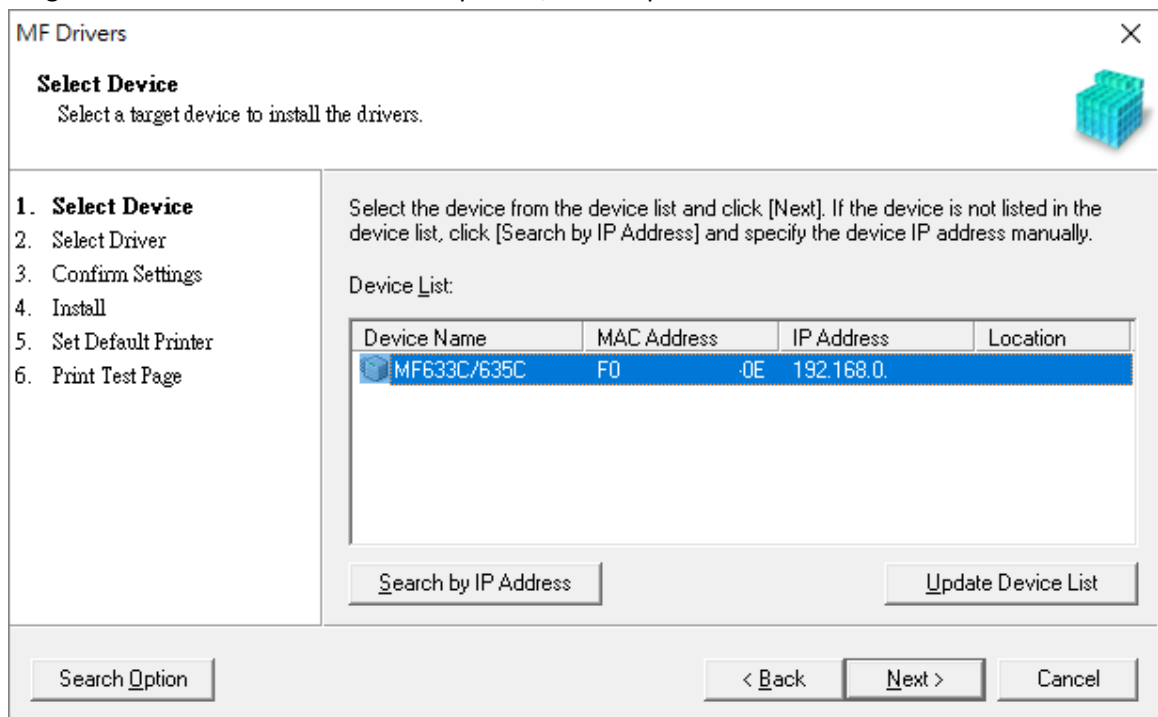 MF Drivers
Select Device
Select a target device to install the drivers.
1. Select Device
2. Select Driver
3. Confirm Settings
4. Install
5. Set Default Printer
6. Print Test Page
Select the device from the device list and click [Next]. If the device is not listed in the
device list, click [Search by IP Address] and specify the device IP address manually.
Device List:
Device Name MAC Address IP Address Location
MF633C/635C F0 -0E 192.168.0.
Search by IP Address Update Device List
Search Option < Back Next > Cancel